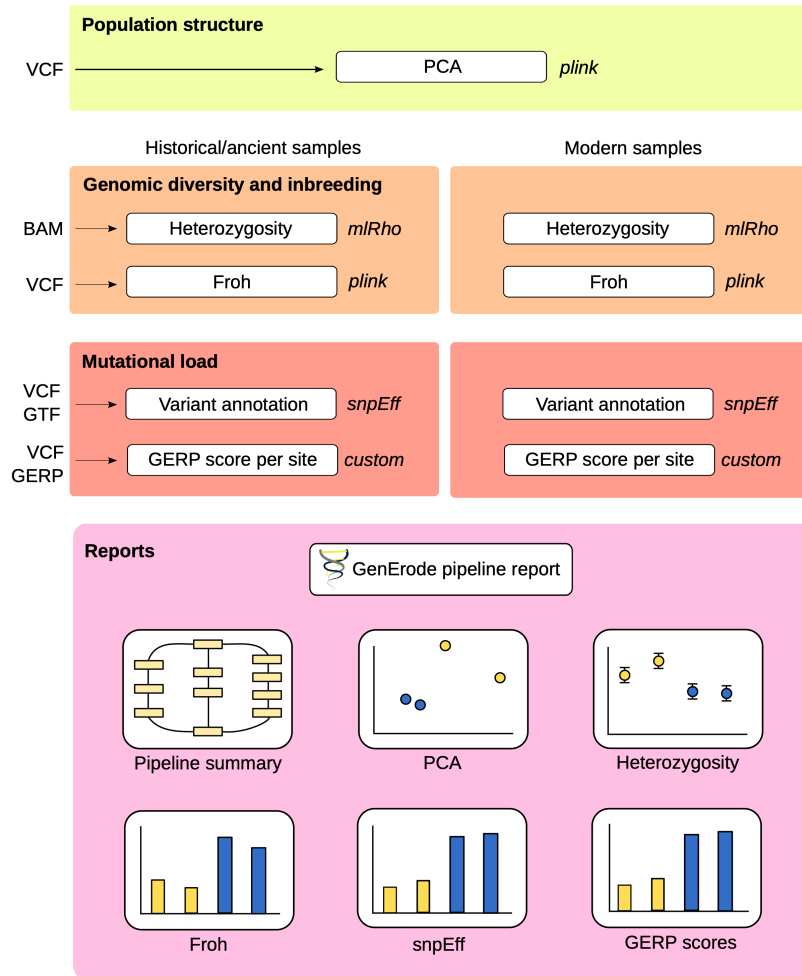 Population structure
VCF
PCA
plink
Historical/ancient samples
Modern samples
Genomic diversity and inbreeding
BAM
Heterozygosity
mlRho
Heterozygosity
mlRho
VCF
Froh
plink
Froh
plink
Mutational load
VCF
GTF
Variant annotation
snpEff
Variant annotation
snpEff
VCF
GERP
GERP score per site
custom
GERP score per site
custom
Reports
GenErode pipeline report
Pipeline summary
PCA
Heterozygosity
Froh
snpEff
GERP scores